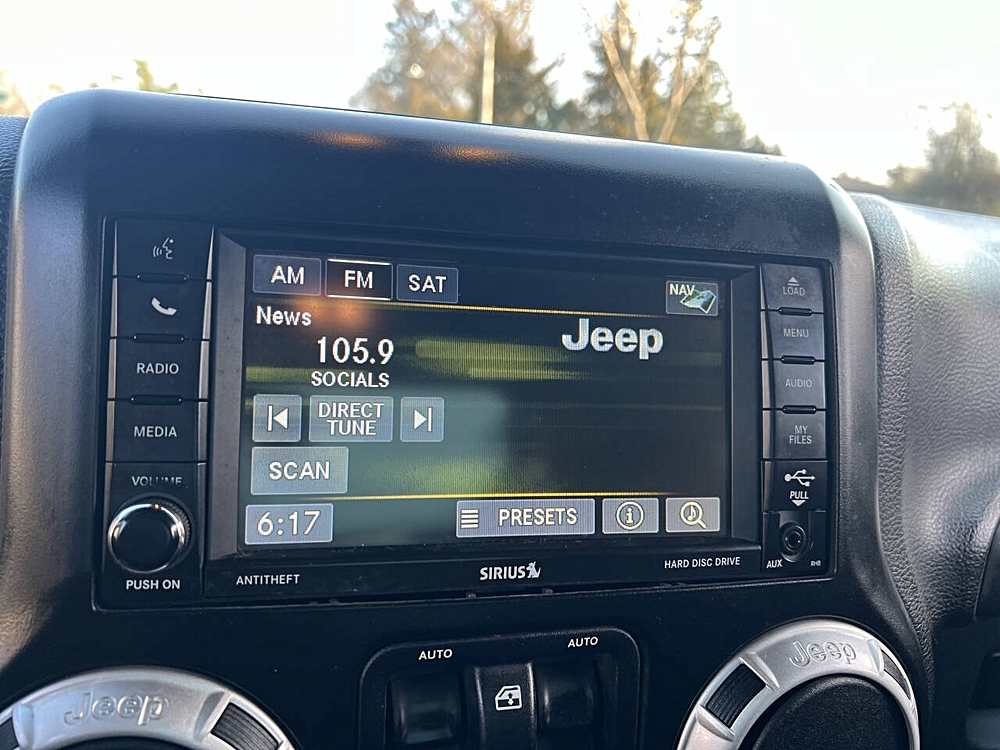 AM FM SAT
NAV
News
Jeep
105.9
SOCIALS
DIRECT
TUNE
SCAN
6:17
PRESETS
RADIO
MEDIA
VOLUME
PUSH ON
LOAD
MENU
AUDIO
MY
FILES
PULL
AUX
RHB
ANTITHEFT
SIRIUS
HARD DISC DRIVE
AUTO
AUTO
Jeep
Jeep